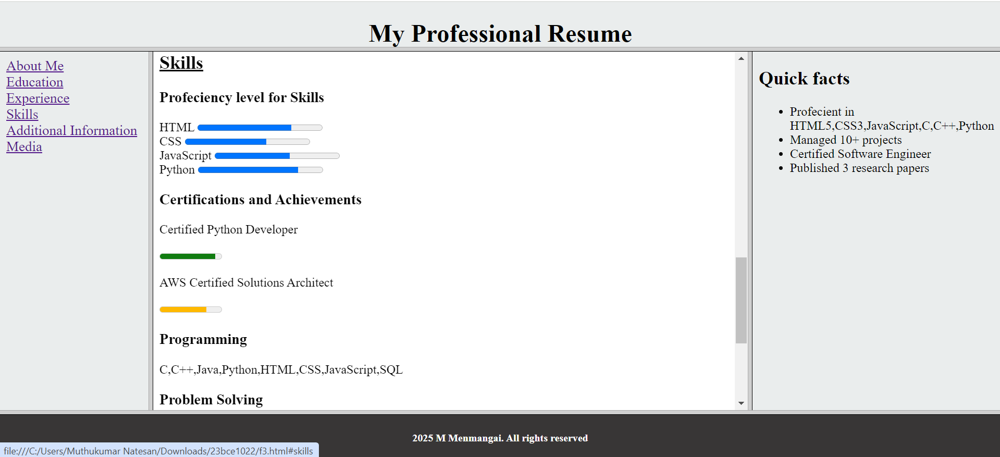 My Professional Resume
About Me
Education
Experience
Skills
Additional Information
Media
Skills
Profeciency level for Skills
HTML
CSS
JavaScript
Python
Certifications and Achievements
Certified Python Developer
AWS Certified Solutions Architect
Programming
C,C++,Java,Python,HTML,CSS,JavaScript,SQL
Problem Solving
Quick facts
Profecient in
HTML5,CSS3,JavaScript,C,C++,Python
Managed 10+ projects
Certified Software Engineer
Published 3 research papers
2025 M Menmangai. All rights reserved
file:///C:/Users/Muthukumar Natesan/Downloads/23bce1022/f3.html#skills